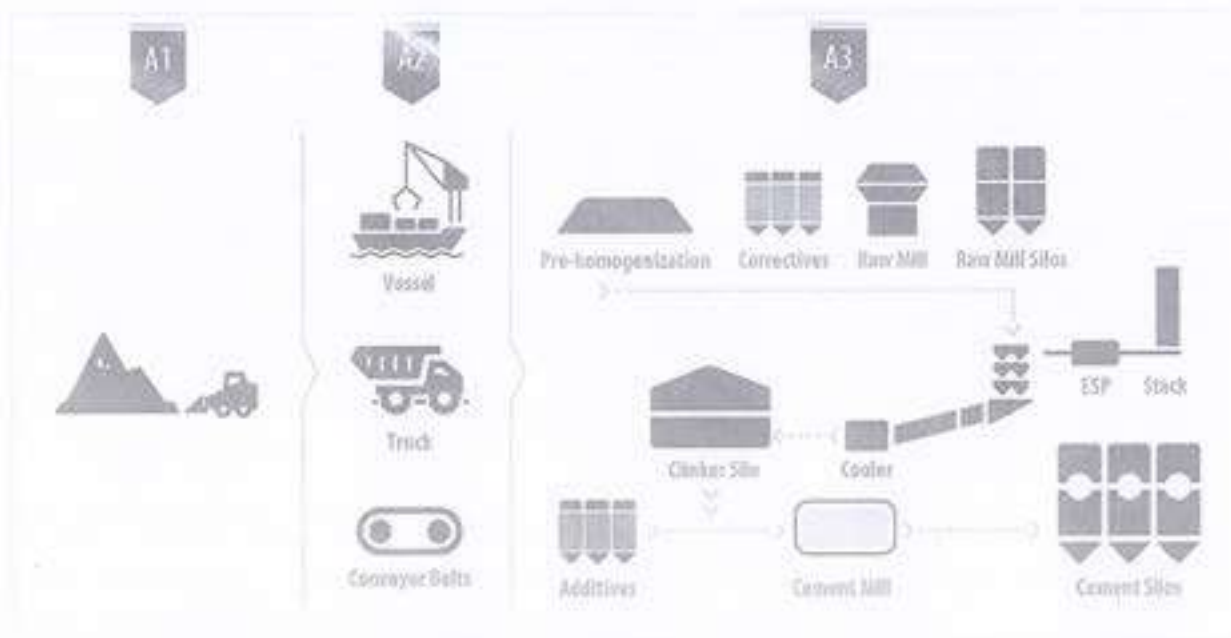 A1
A2
A3
Vessel
Truck
Conveyor Belts
Pre-homogenization
Correctives
Raw Mill
Raw Mill Silos
ESP
Stack
Clinker Silo
Cooler
Additives
Cement Mill
Cement Silos